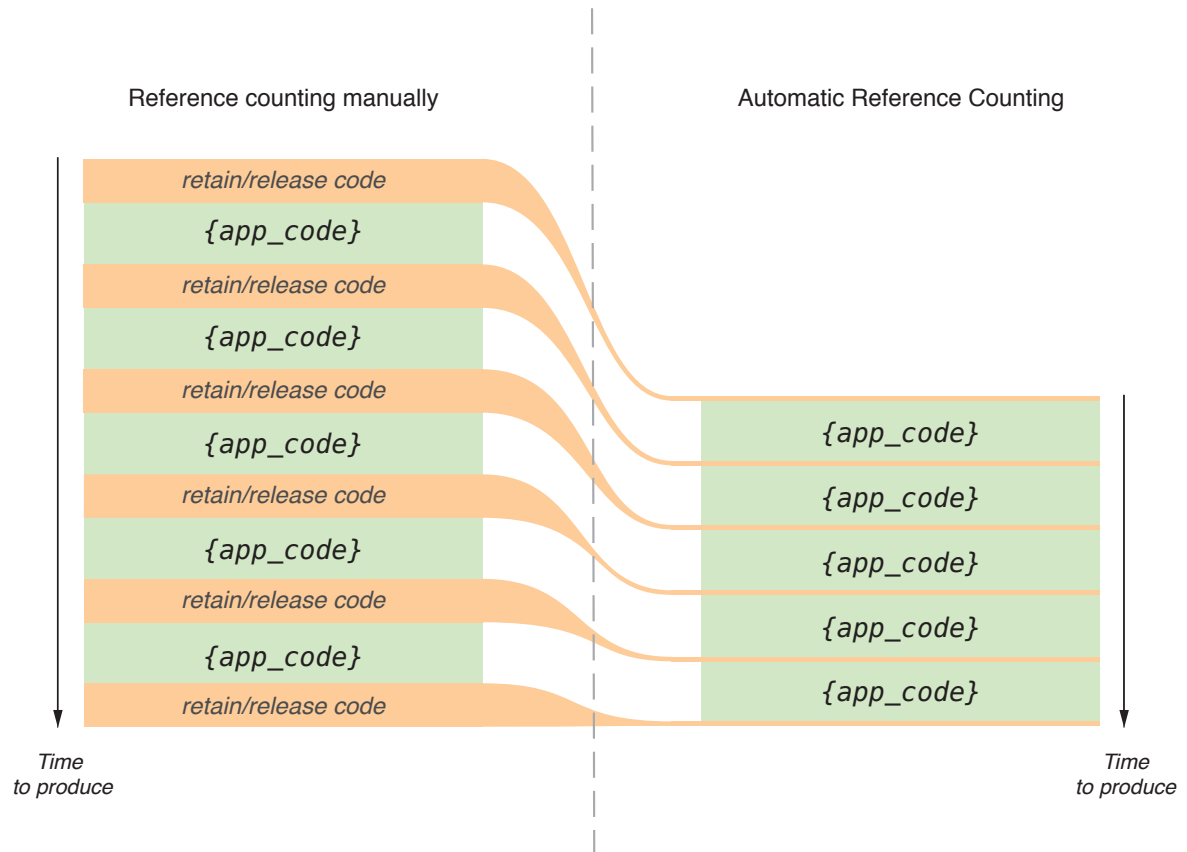 Reference counting manually
Automatic Reference Counting
retain/release code
{app_code}
retain/release code
{app_code}
retain/release code
{app_code}
retain/release code
{app_code}
retain/release code
{app_code}
retain/release code
Time
to produce
{app_code}
{app_code}
{app_code}
{app_code}
{app_code}
Time
to produce